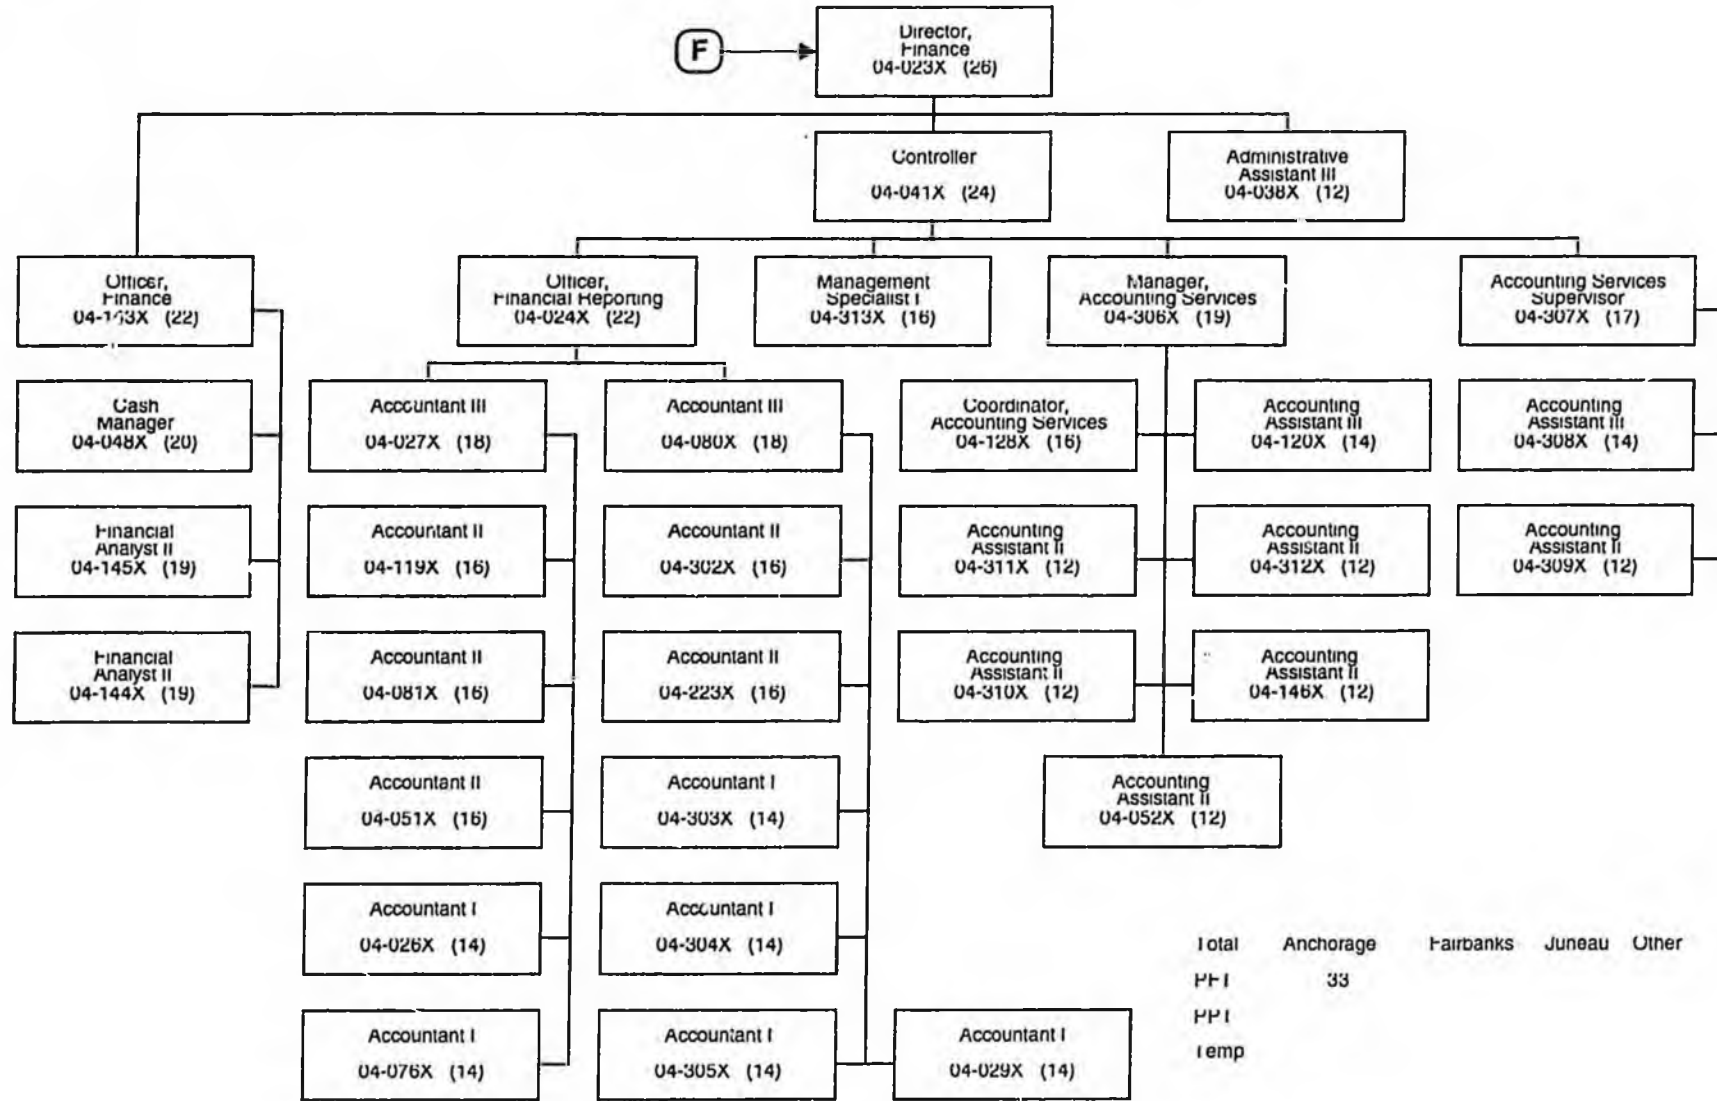 F
Director,
Finance
04-023X (26)
Controller
04-041X (24)
Administrative
Assistant III
04-038X (12)
Officer,
Finance
(22)
Officer,
Financial Reporting
04-024X (22)
Management
Specialist I
04-313X (16)
Manager,
Accounting Services
04-306X (19)
Accounting Services
Supervisor
04-307X (17)
Cash
Manager
04-048X (20)
Accountant III
04-027X (18)
Accountant III
04-080X (18)
Coordinator,
Accounting Services
04-128X (16)
Accounting
Assistant III
04-120X (14)
Accounting
Assistant III
04-308X (14)
Financial
Analyst II
04-145X (19)
Accountant II
04-119X (16)
Accountant II
04-302X (16)
Accounting
Assistant II
04-311X (12)
Accounting
Assistant II
04-312X (12)
Accounting
Assistant II
04-309X (12)
Financial
Analyst II
04-144X (19)
Accountant II
04-081X (16)
Accountant II
04-223X (16)
Accounting
Assistant II
04-310X (12)
Accounting
Assistant II
04-146X (12)
Accountant II
04-051X (16)
Accountant I
04-303X (14)
Accounting
Assistant II
04-052X (12)
Accountant I
04-026X (14)
Accountant I
04-304X (14)
Accountant I
04-076X (14)
Accountant I
04-305X (14)
Accountant I
04-029X (14)
Total Anchorage Fairbanks Juneau Other
PFT 33
PPT
Temp